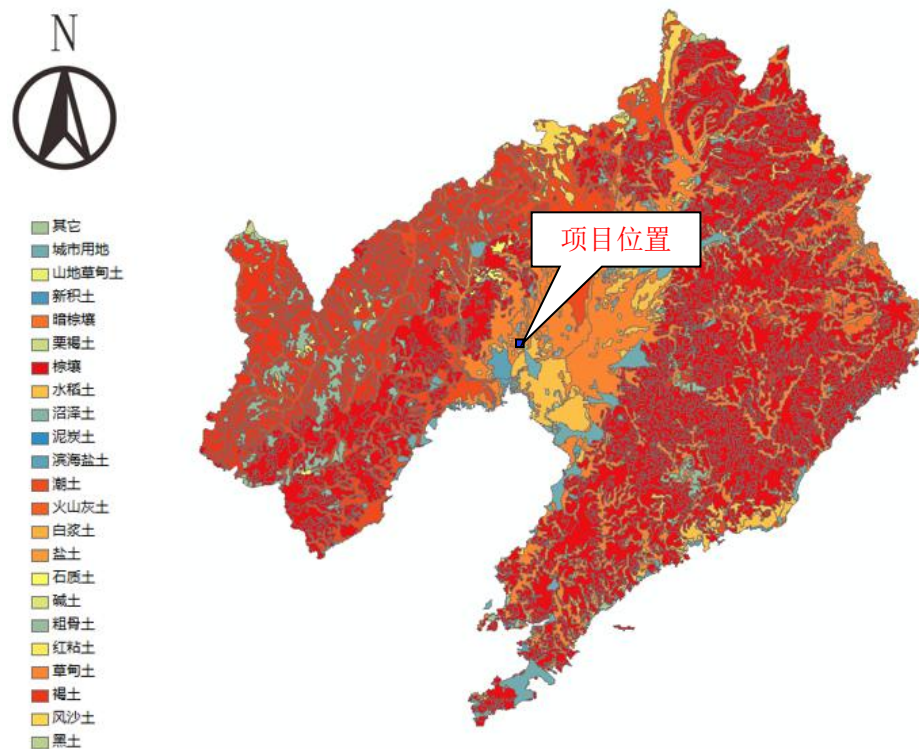 N
项目位置
其它
城市用地
山地草甸土
新积土
暗棕壤
栗褐土
棕壤
水稻土
沼泽土
泥炭土
滨海盐土
潮土
火山灰土
白浆土
盐土
石质土
碱土
粗骨土
红粘土
草甸土
褐土
风沙土
黑土